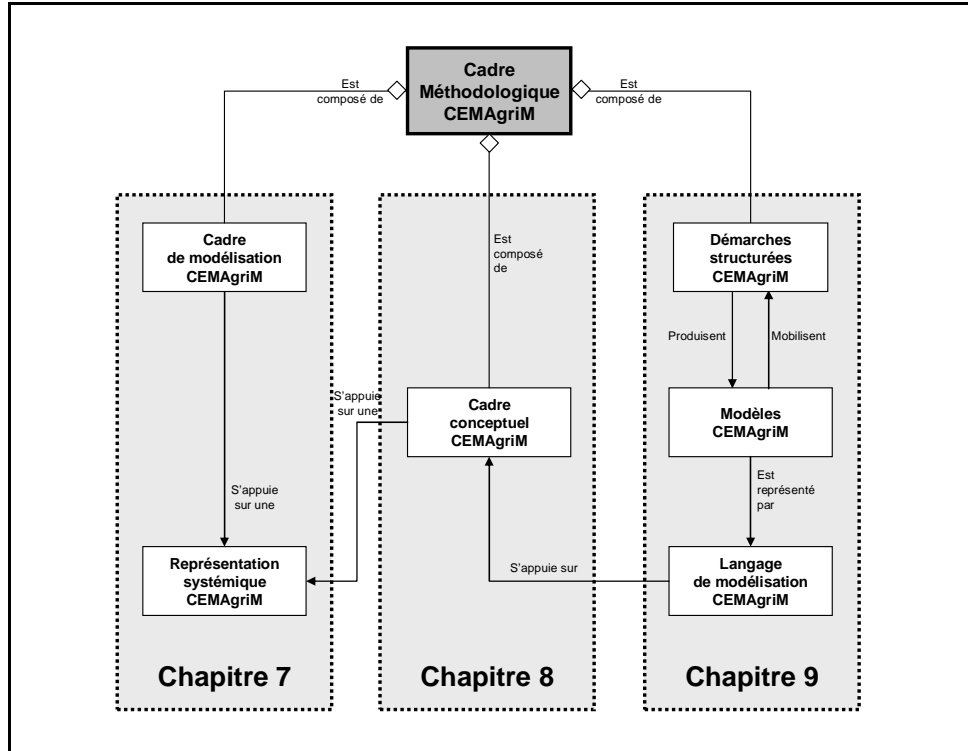 Cadre
Méthodologique
CEMAgriM
Est
composé de
Est
composé de
Cadre
de modélisation
CEMAgriM
Est
composé
de
Démarches
structurées
CEMAgriM
Produisent
Mobilisent
S'appuie
sur une
Cadre
conceptuel
CEMAgriM
Modèles
CEMAgriM
S'appuie
sur une
Est
représenté
par
Représentation
systémique
CEMAgriM
S'appuie sur
Langage
de modélisation
CEMAgriM
Chapitre 7
Chapitre 8
Chapitre 9